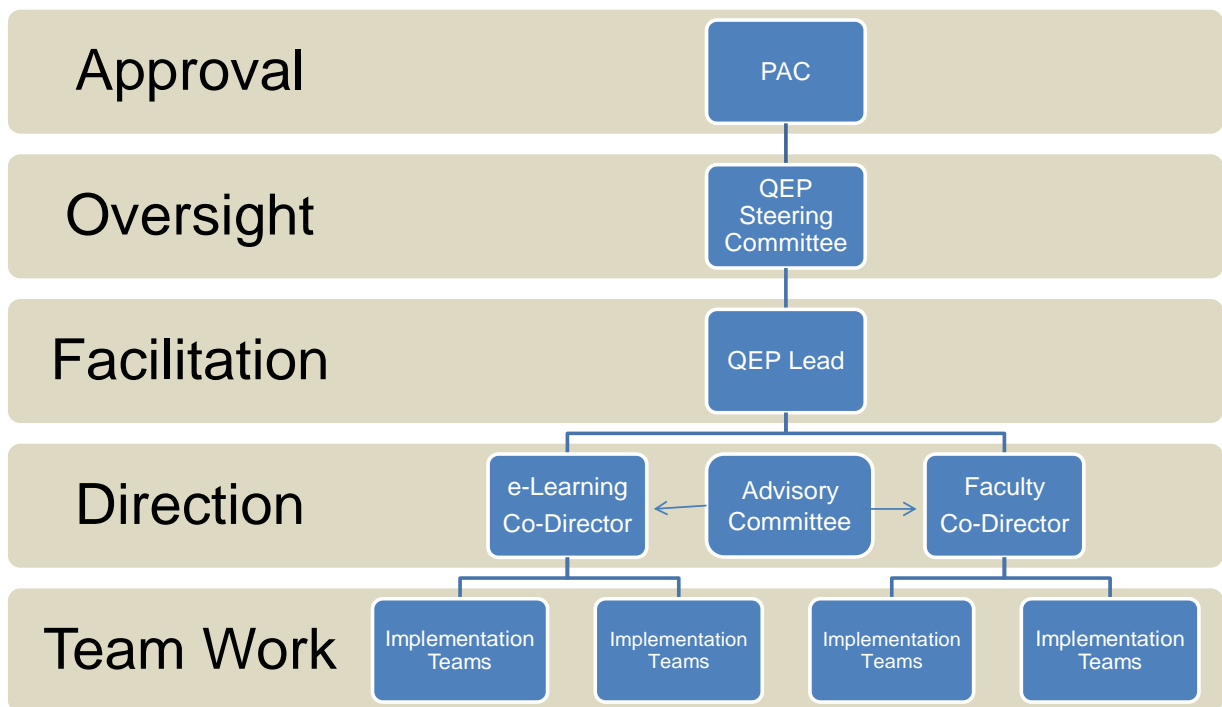 Approval
PAC
Oversight
QEP
Steering
Committee
Facilitation
QEP Lead
Direction
e-Learning
Co-Director
Advisory
Committee
Faculty
Co-Director
Team Work
Implementation
Teams
Implementation
Teams
Implementation
Teams
Implementation
Teams